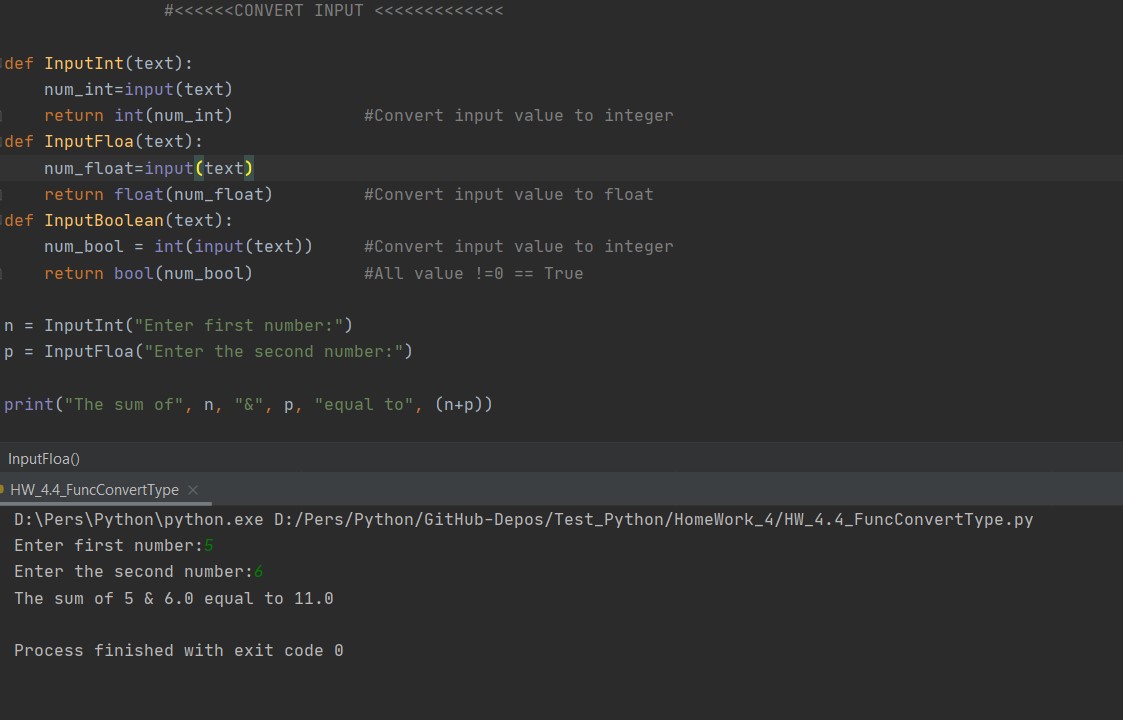 #<<<<<<CONVERT INPUT <<<<<<<<<<<<<
def InputInt(text):
    num_int=input(text)
    return int(num_int)             #Convert input value to integer
def InputFloa(text):
    num_float=input(text)
    return float(num_float)         #Convert input value to float
def InputBoolean(text):
    num_bool = int(input(text))     #Convert input value to integer
    return bool(num_bool)           #All value !=0 == True
n = InputInt("Enter first number:")
p = InputFloa("Enter the second number:")
print("The sum of", n, "&", p, "equal to", (n+p))
InputFloa()
HW_4.4_FuncConvertType
D:\Pers\Python\python.exe D:/Pers/Python/GitHub-Depos/Test_Python/HomeWork_4/HW_4.4_FuncConvertType.py
Enter first number:5
Enter the second number:6
The sum of 5 & 6.0 equal to 11.0
Process finished with exit code 0